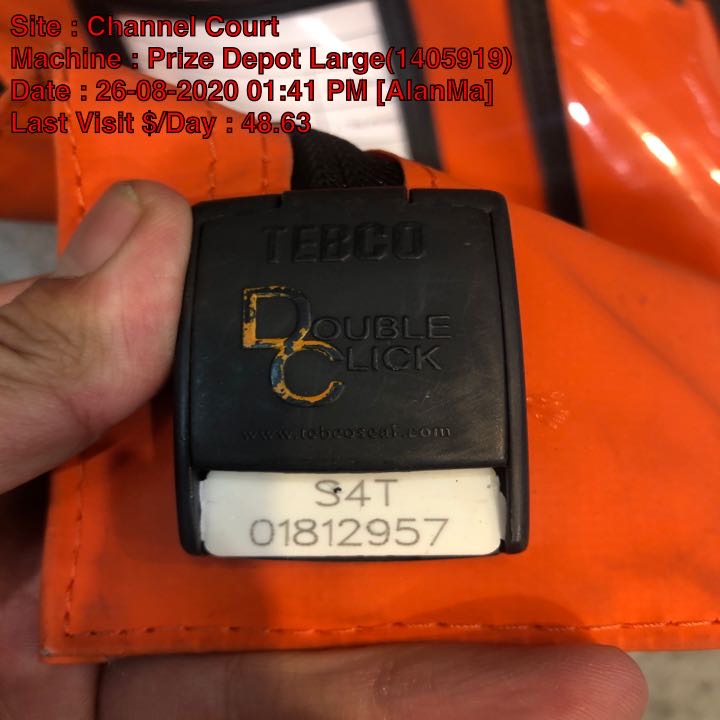 Site : Channel Court
Machine : Prize Depot Large(1405919)
Date : 26-08-2020 01:41 PM [AlanMa]
Last Visit $/Day : 48.63
TEBCO
DOUBLE
CLICK
www.tebcoseal.com
S4T
01812957